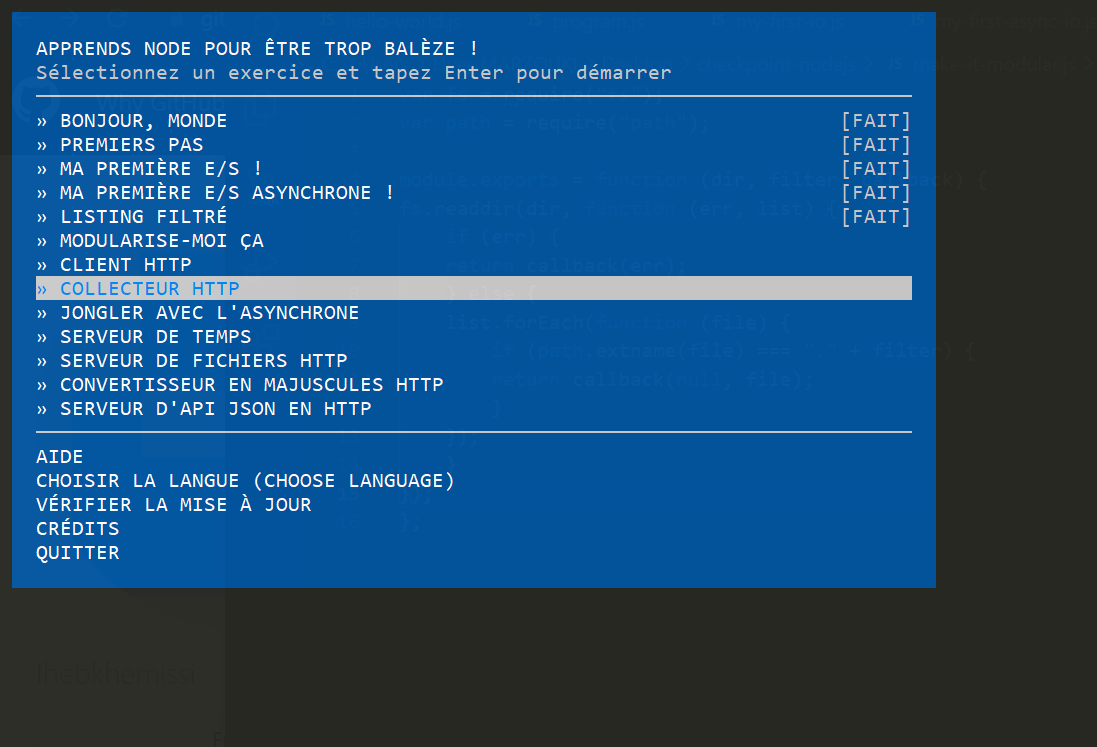 APPRENDS NODE POUR ÊTRE TROP BALÈZE !
Sélectionnez un exercice et tapez Enter pour démarrer
» BONJOUR, MONDE [FAIT]
» PREMIERS PAS [FAIT]
» MA PREMIÈRE E/S ! [FAIT]
» MA PREMIÈRE E/S ASYNCHRONE ! [FAIT]
» LISTING FILTRÉ [FAIT]
» MODULARISE-MOI ÇA
» CLIENT HTTP
» COLLECTEUR HTTP
» JONGLER AVEC L'ASYNCHRONE
» SERVEUR DE TEMPS
» SERVEUR DE FICHIERS HTTP
» CONVERTISSEUR EN MAJUSCULES HTTP
» SERVEUR D'API JSON EN HTTP
AIDE
CHOISIR LA LANGUE (CHOOSE LANGUAGE)
VÉRIFIER LA MISE À JOUR
CRÉDITS
QUITTER